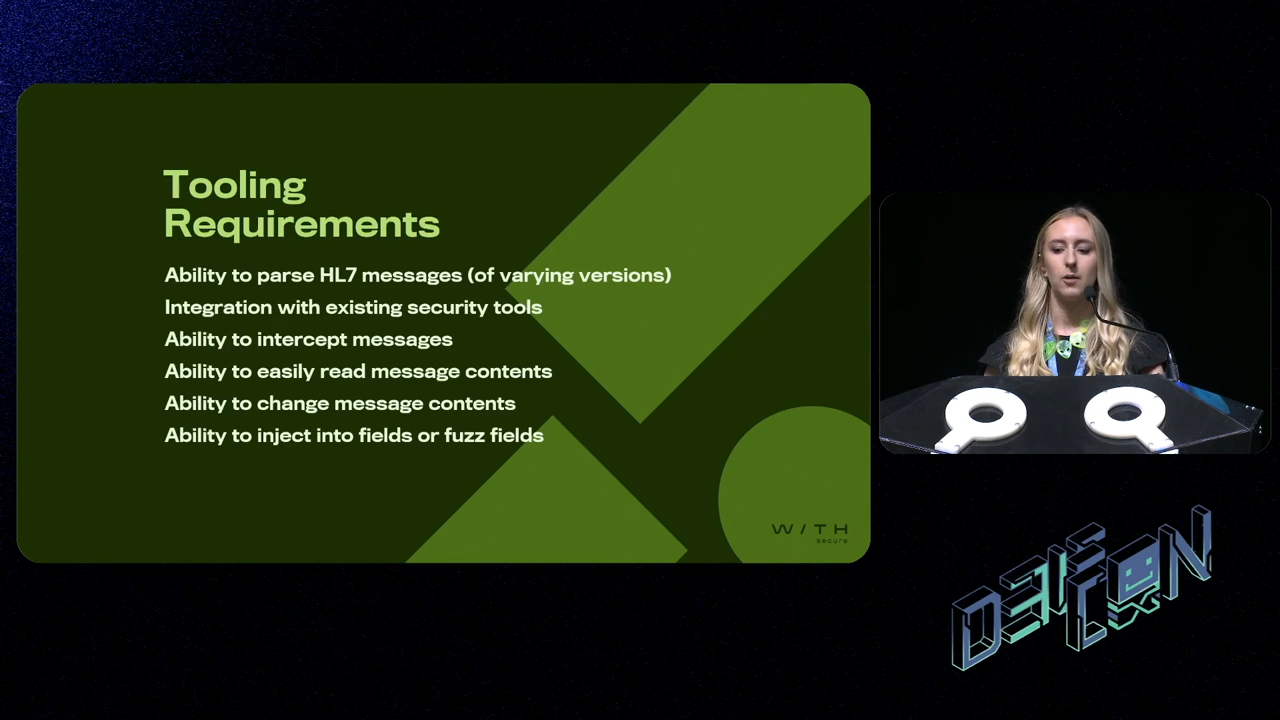 Tooling
Requirements
Ability to parse HL7 messages (of varying versions)
Integration with existing security tools
Ability to intercept messages
Ability to easily read message contents
Ability to change message contents
Ability to inject into fields or fuzz fields
W / T H
secure
DEF
CON